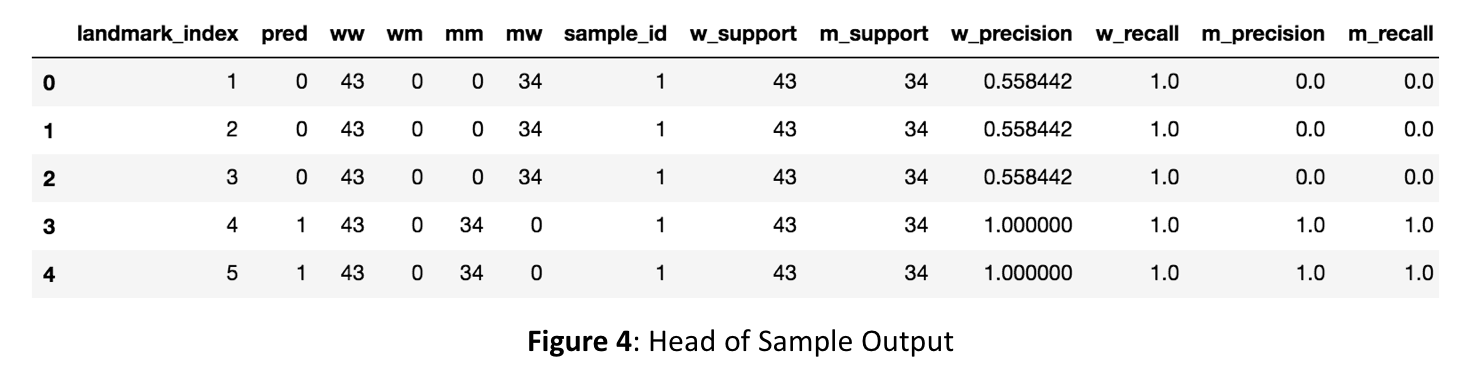 landmark_index pred ww wm mm mw sample_id w_support m_support w_precision w_recall m_precision m_recall
0 1 0 43 0 0 34 1 43 34 0.558442 1.0 0.0 0.0
1 2 0 43 0 0 34 1 43 34 0.558442 1.0 0.0 0.0
2 3 0 43 0 0 34 1 43 34 0.558442 1.0 0.0 0.0
3 4 1 43 0 34 0 1 43 34 1.000000 1.0 1.0 1.0
4 5 1 43 0 34 0 1 43 34 1.000000 1.0 1.0 1.0
Figure 4: Head of Sample Output